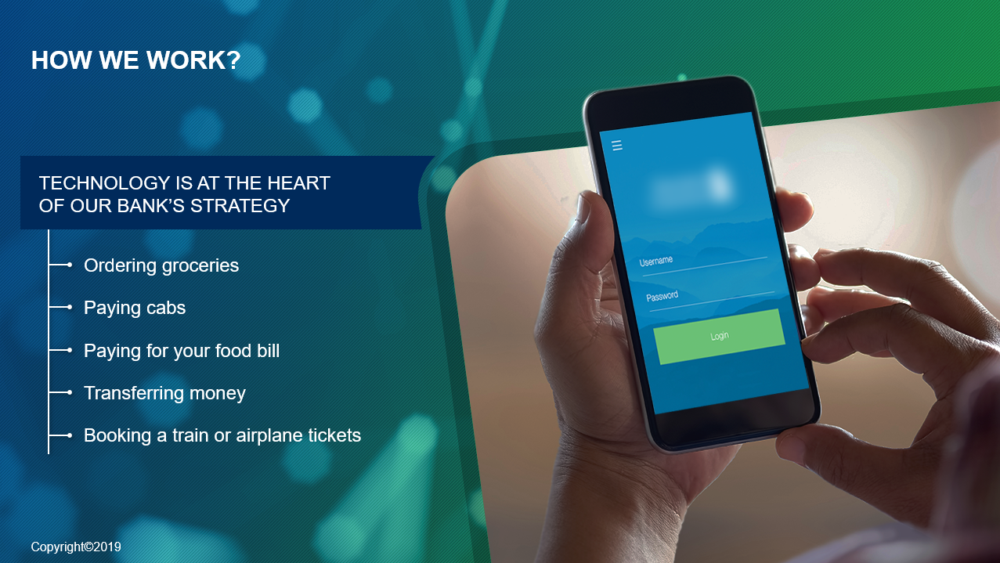 HOW WE WORK?
TECHNOLOGY IS AT THE HEART
OF OUR BANK'S STRATEGY
Ordering groceries
Paying cabs
Paying for your food bill
Transferring money
Booking a train or airplane tickets
Username
Password
Login
Copyright©2019